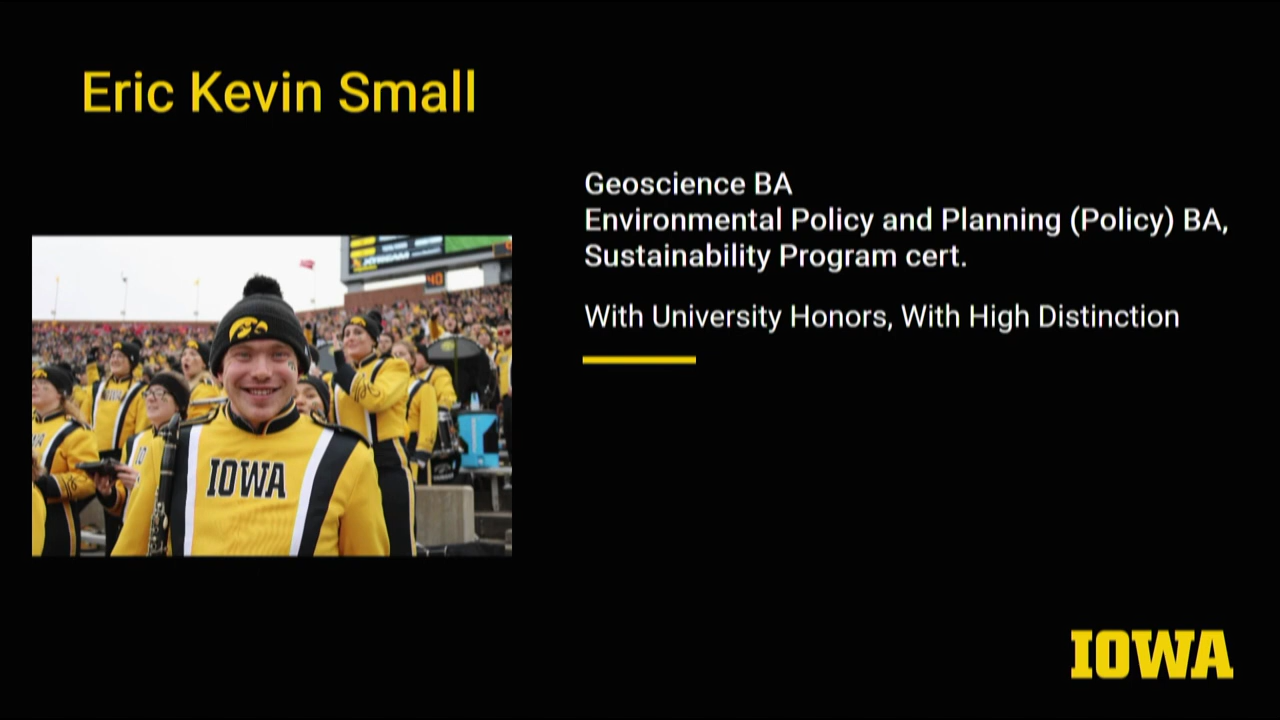 Eric Kevin Small
Geoscience BA
Environmental Policy and Planning (Policy) BA,
Sustainability Program cert.
With University Honors, With High Distinction
40
IOWA
IOWA